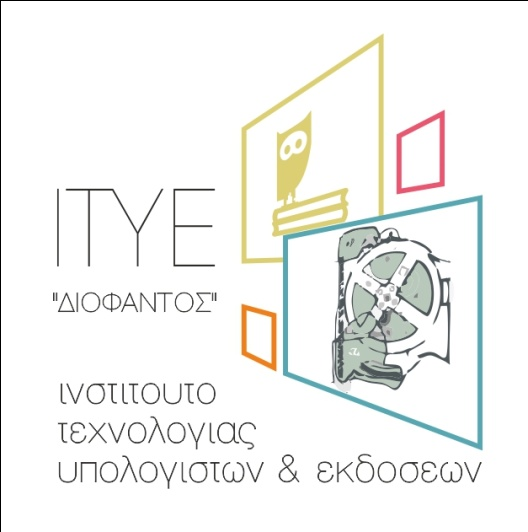 ΙΤΥΕ
"ΔΙΟΦΑΝΤΟΣ"
ινστιτουτο
τεχνολογιας
υπολογιστων & εκδοσεων